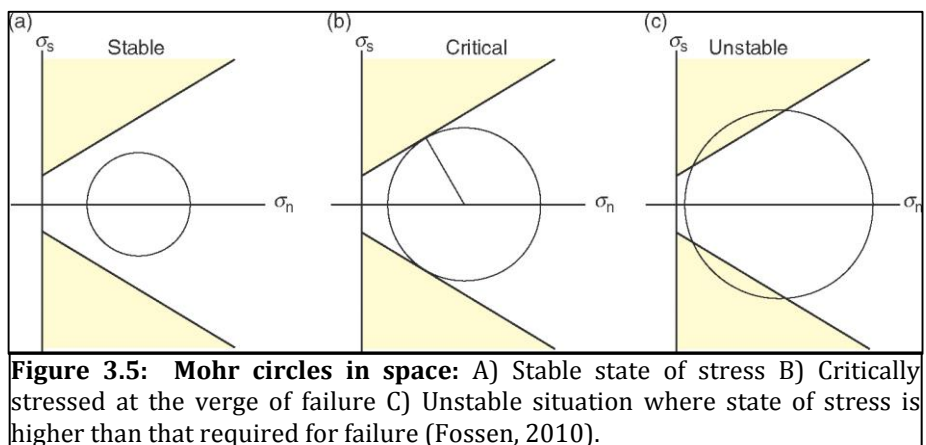 (a)
σs
Stable
σn
(b)
σs
Critical
σn
(c)
σs
Unstable
σn
Figure 3.5: Mohr circles in space: A) Stable state of stress B) Critically
stressed at the verge of failure C) Unstable situation where state of stress is
higher than that required for failure (Fossen, 2010).